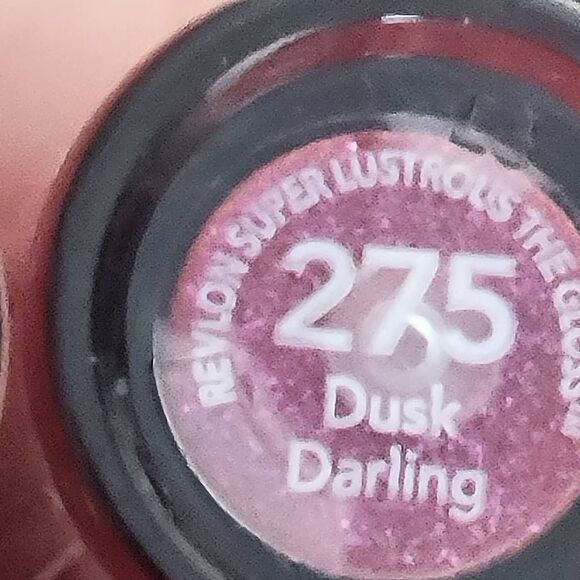 REVLON SUPER LUSTROUS THE GLOSS
275
Dusk
Darling